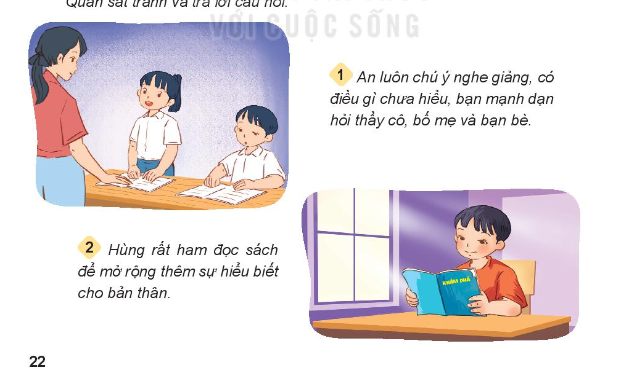 Quan sát tranh và trả lời câu hỏi.
VỚI CUỘC SỐNG
1 An luôn chú ý nghe giảng, có
điều gì chưa hiểu, bạn mạnh dạn
hỏi thầy cô, bố mẹ và bạn bè.
2 Hùng rất ham đọc sách
để mở rộng thêm sự hiểu biết
cho bản thân.
KHÁM PHÁ
22